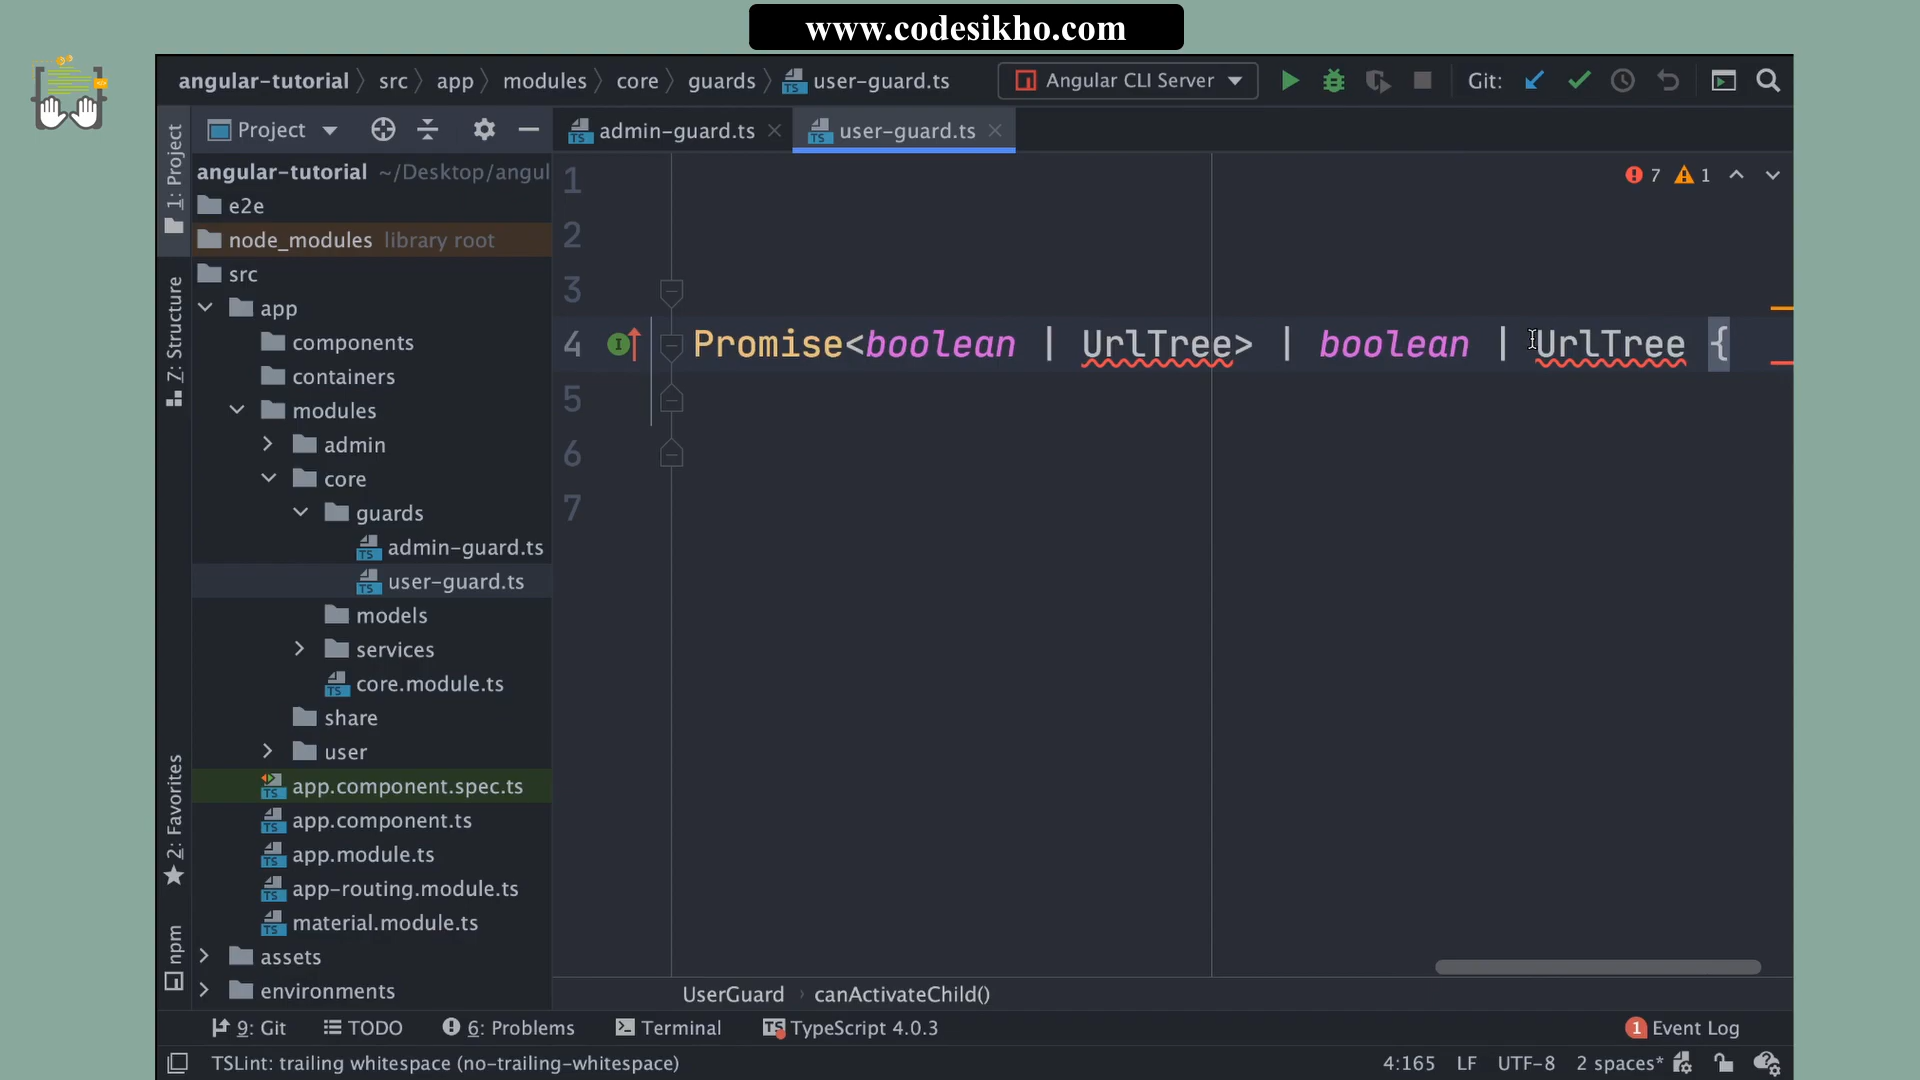 www.codesikho.com
angular-tutorial src app modules core guards user-guard.ts Angular CLI Server Git:
1: Project
Z: Structure
2: Favorites
npm
Project
angular-tutorial ~/Desktop/angul
e2e
node_modules library root
src
app
components
containers
modules
admin
core
guards
admin-guard.ts
user-guard.ts
models
services
core.module.ts
share
user
app.component.spec.ts
app.component.ts
app.module.ts
app-routing.module.ts
material.module.ts
assets
environments
admin-guard.ts user-guard.ts
7 1
1
2
3
4 Promise<boolean | UrlTree> | boolean | UrlTree {
5
6
7
UserGuard canActivateChild()
9: Git TODO 6: Problems Terminal TypeScript 4.0.3 1 Event Log
TSLint: trailing whitespace (no-trailing-whitespace) 4:165 LF UTF-8 2 spaces*